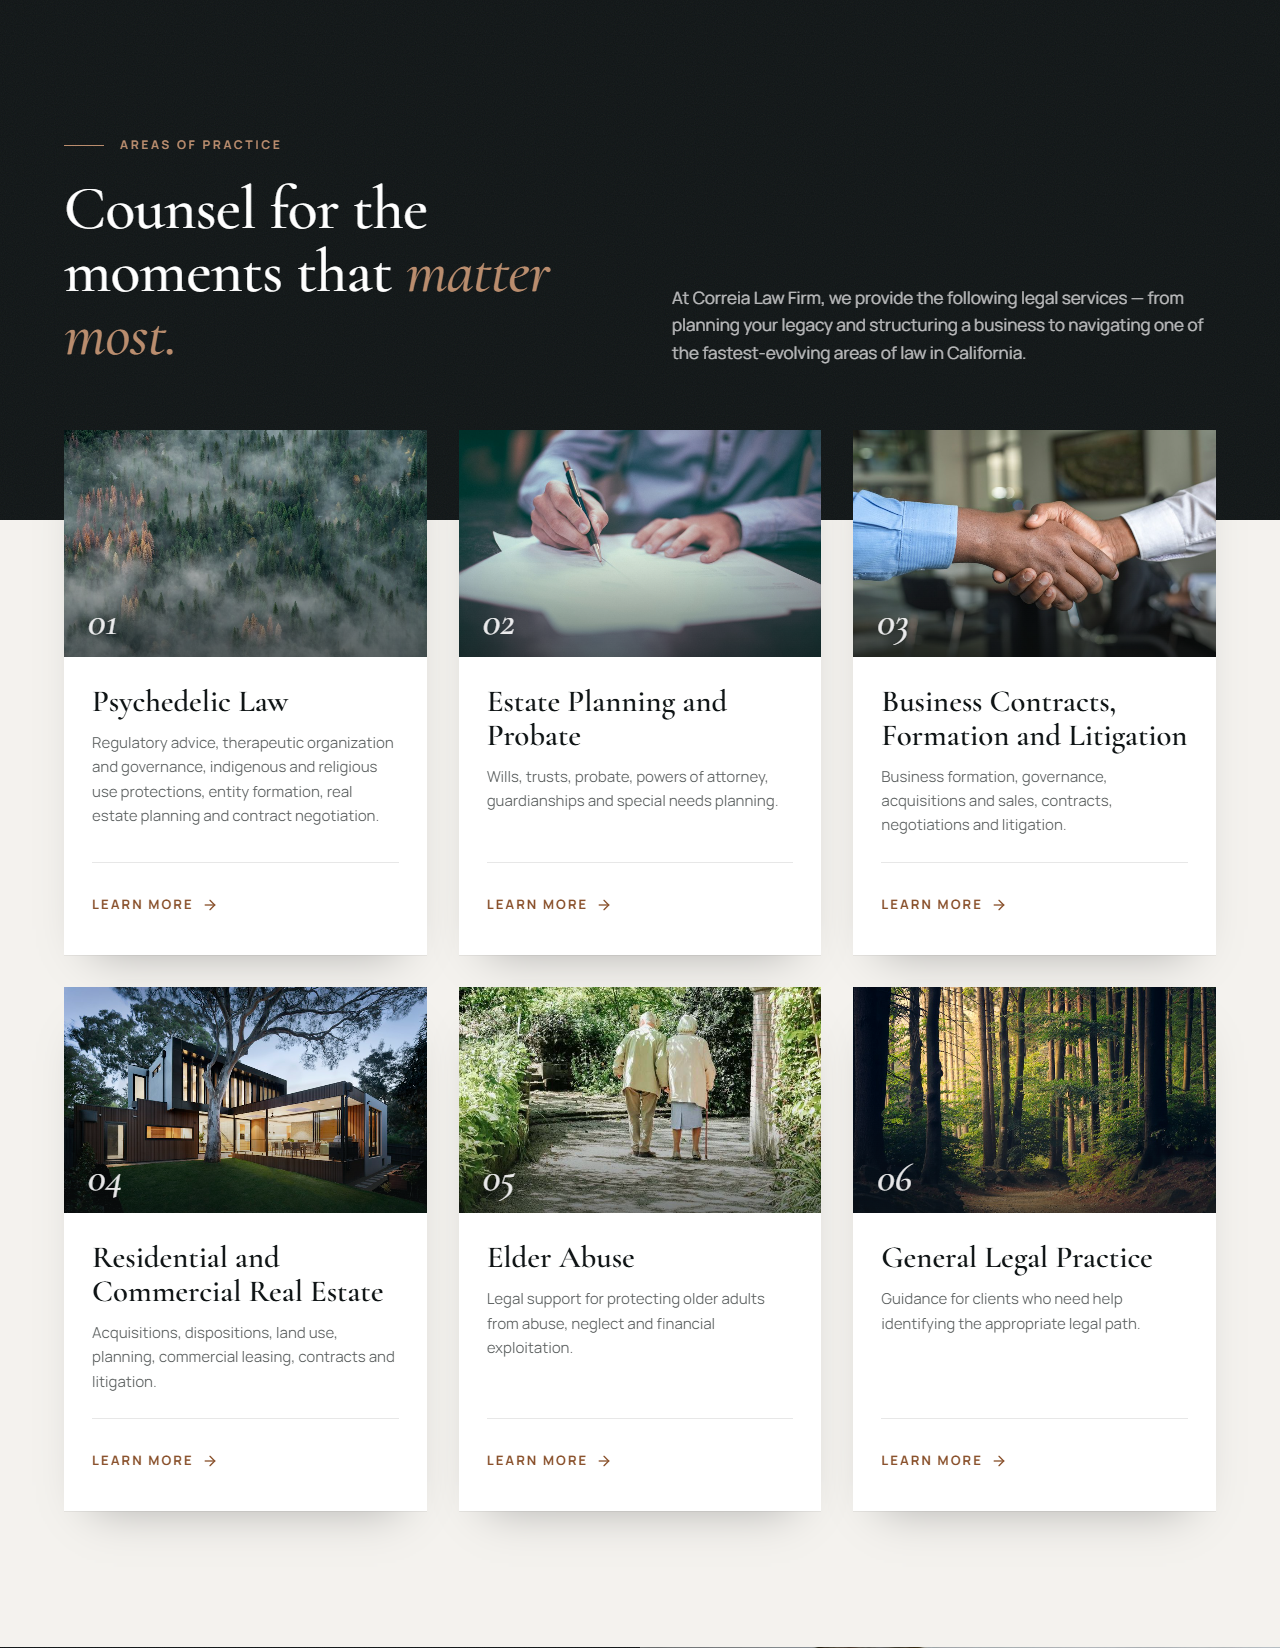 AREAS OF PRACTICE
Counsel for the
moments that matter
most.
At Correia Law Firm, we provide the following legal services — from
planning your legacy and structuring a business to navigating one of
the fastest-evolving areas of law in California.
01
02
03
Psychedelic Law
Regulatory advice, therapeutic organization
and governance, indigenous and religious
use protections, entity formation, real
estate planning and contract negotiation.
LEARN MORE →
Estate Planning and
Probate
Wills, trusts, probate, powers of attorney,
guardianships and special needs planning.
LEARN MORE →
Business Contracts,
Formation and Litigation
Business formation, governance,
acquisitions and sales, contracts,
negotiations and litigation.
LEARN MORE →
04
05
06
Residential and
Commercial Real Estate
Acquisitions, dispositions, land use,
planning, commercial leasing, contracts and
litigation.
LEARN MORE →
Elder Abuse
Legal support for protecting older adults
from abuse, neglect and financial
exploitation.
LEARN MORE →
General Legal Practice
Guidance for clients who need help
identifying the appropriate legal path.
LEARN MORE →